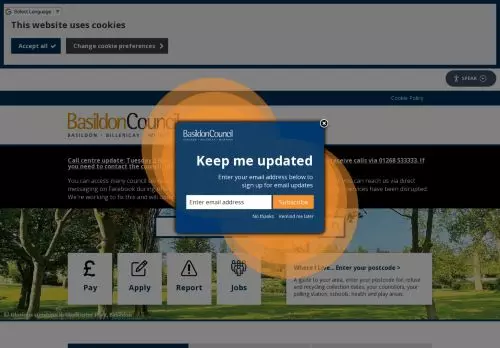 Select Language ▼
This website uses cookies
Accept all ✓
Change cookie preferences ❯
Cookie Policy
SPEAK
BasildonCouncil
BASILDON · BILLERICAY
Call centre update: Tuesday
receive calls via 01268 533333. If
you need to contact the
You can access many council
you can reach us via direct
messaging on Facebook during
services have been disrupted.
We're working to fix this and
BasildonCouncil
Keep me updated
Enter your email address below to
sign up for email updates
Enter email address
Subscribe
No thanks
Remind me later
£
Pay
Apply
Report
Jobs
Where I Live... Enter your postcode >
A guide to your area, enter your postcode for: refuse
and recycling collection dates, your councillors, your
polling station, schools, health and play areas.